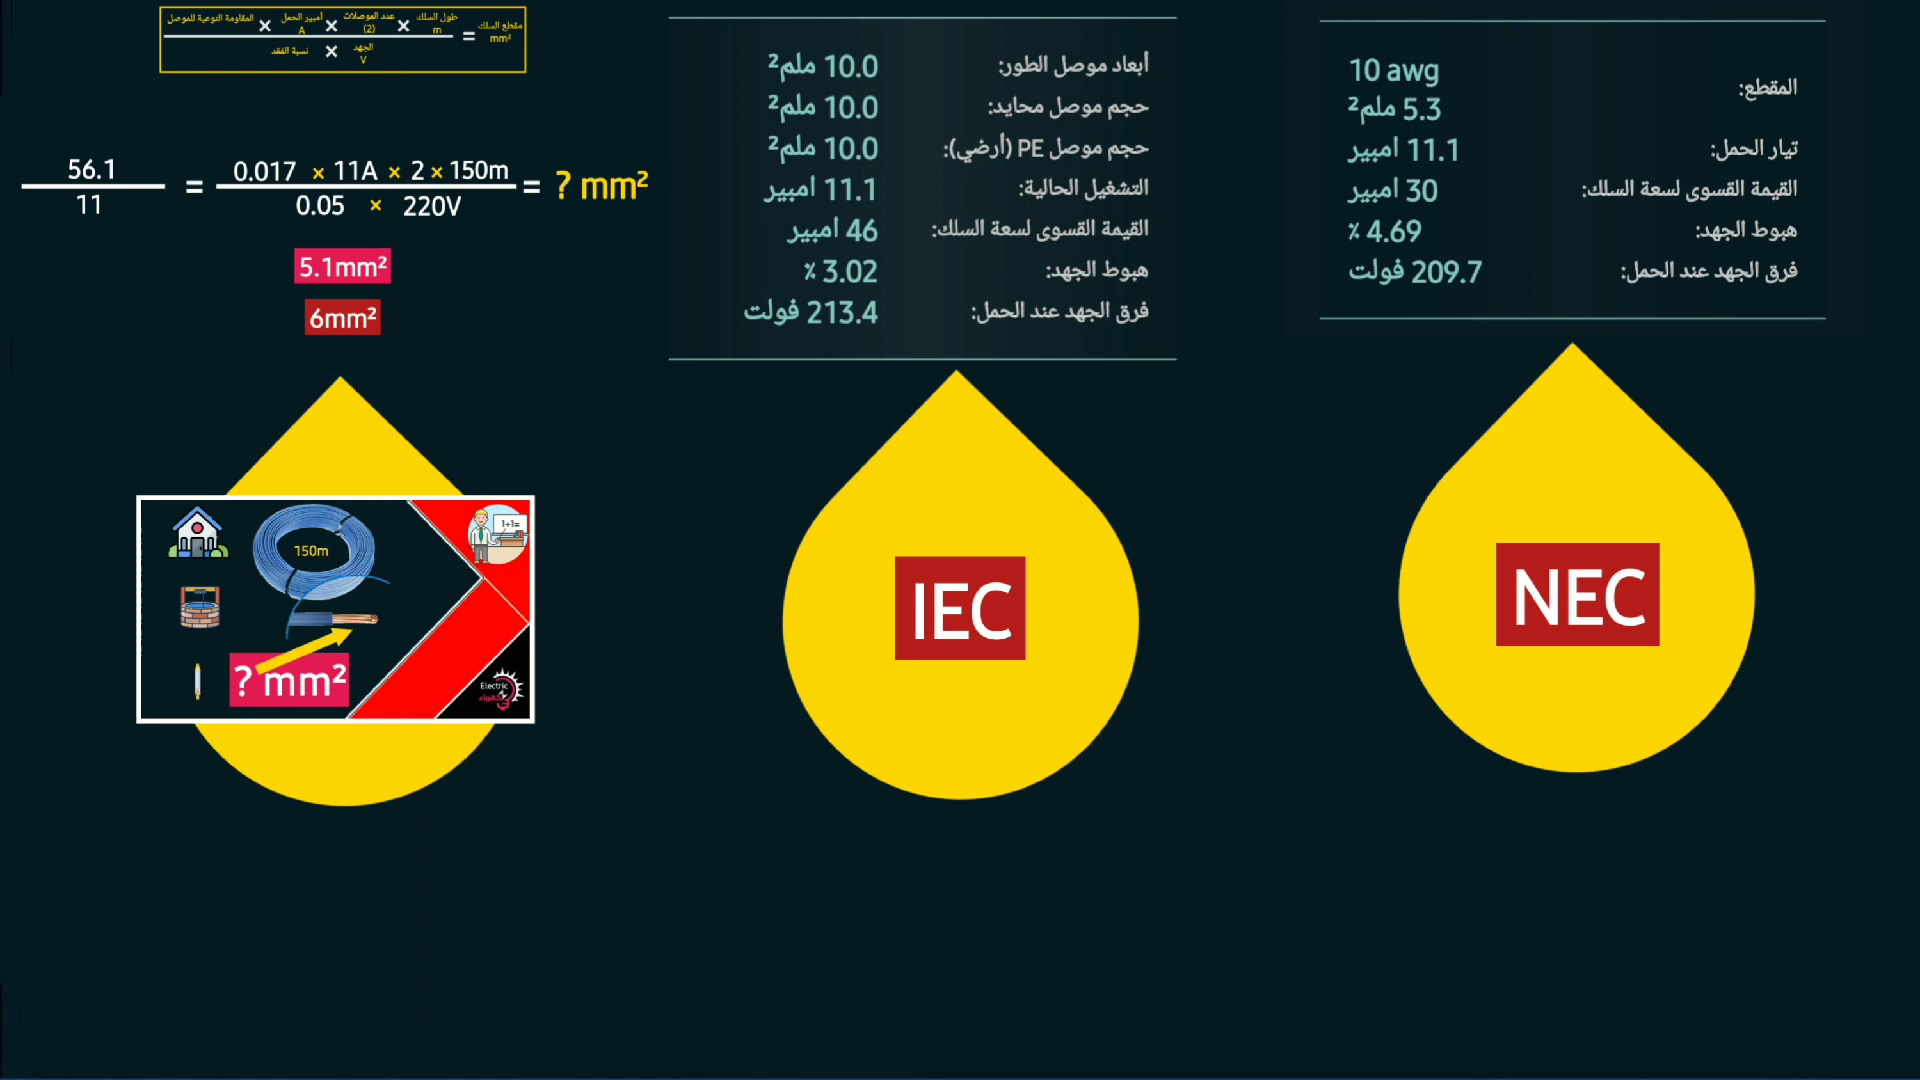 المقاومة النوعية للموصل × أمبير الحمل A × عدد الموصلات (2) × طول السلك m
نسبة الفقد × الجهد V
= مقطع السلك mm²
56.1 = 0.017 × 11A × 2 × 150m = ? mm²
11 0.05 × 220V
5.1mm²
6mm²
150m
1+1=
? mm²
Electric
أبعاد موصل الطور: 10.0 ملم²
حجم موصل محايد: 10.0 ملم²
حجم موصل PE (أرضي): 10.0 ملم²
التشغيل الحالية: 11.1 امبير
القيمة القسوى لسعة السلك: 46 امبير
هبوط الجهد: 3.02 ٪
فرق الجهد عند الحمل: 213.4 فولت
IEC
المقطع: 10 awg
5.3 ملم²
تيار الحمل: 11.1 امبير
القيمة القسوى لسعة السلك: 30 امبير
هبوط الجهد: 4.69 ٪
فرق الجهد عند الحمل: 209.7 فولت
NEC